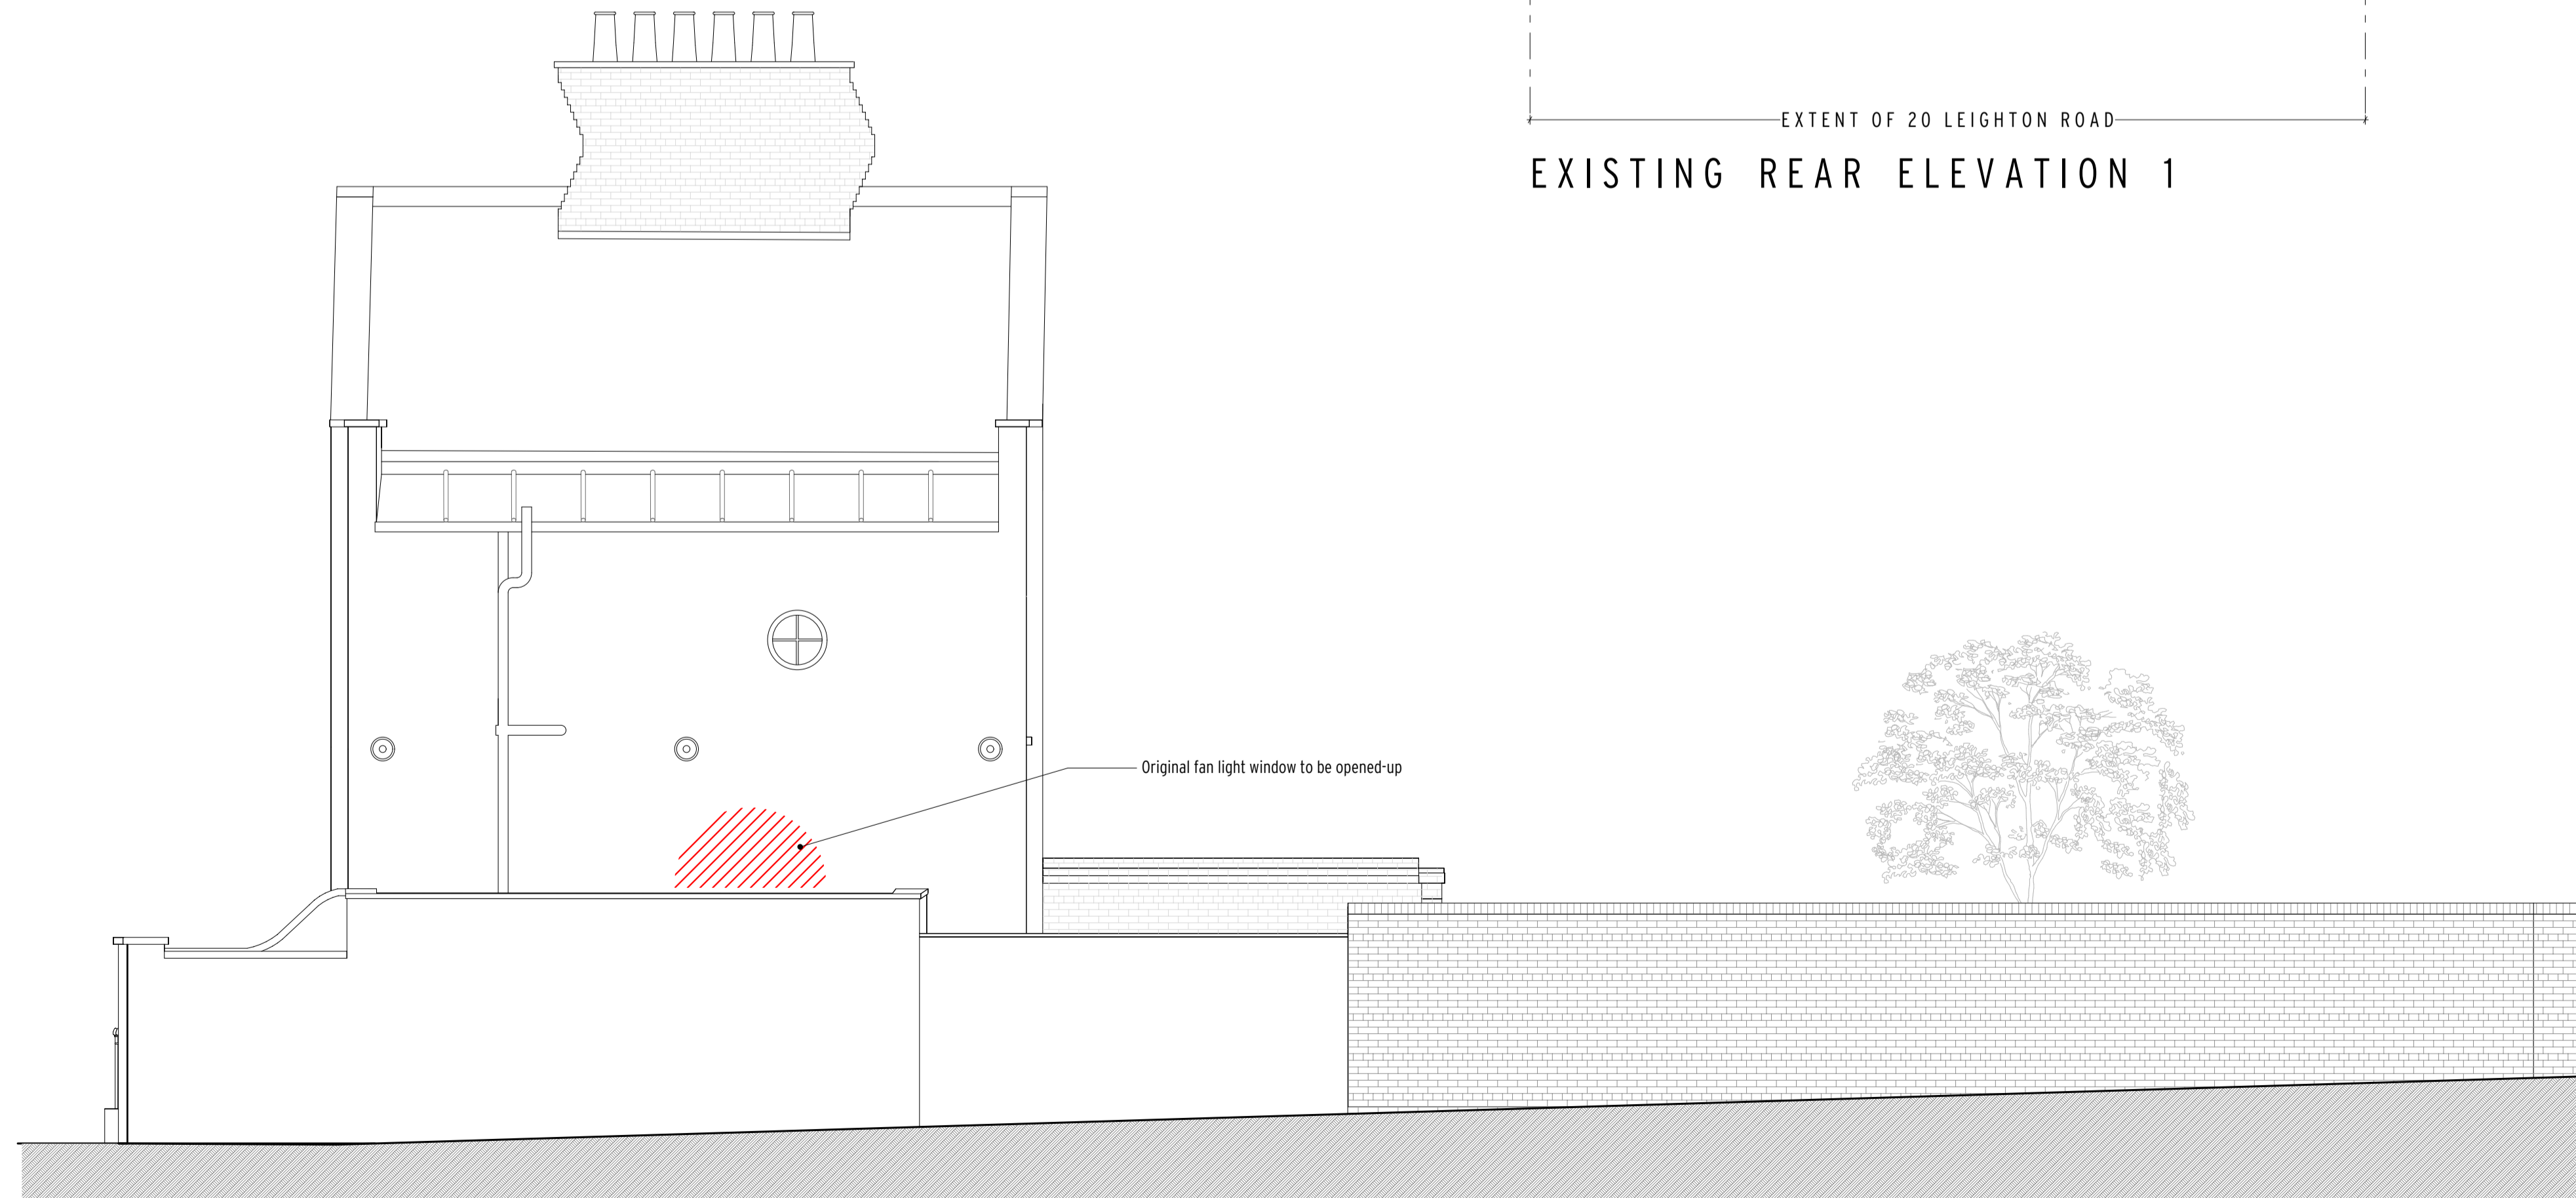 EXTENT OF 20 LEIGHTON ROAD
EXISTING REAR ELEVATION 1
Original fan light window to be opened-up